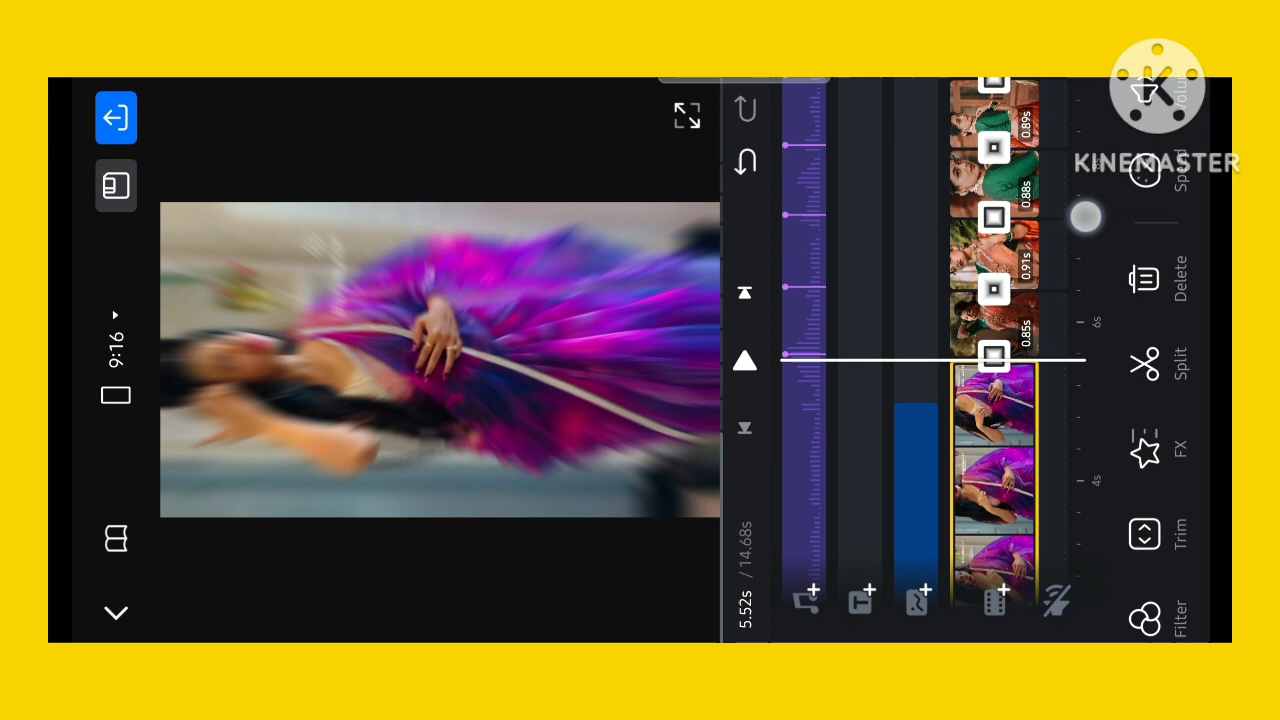 KINEMASTER
9:16
5.52s / 14.68s
0.89s
0.88s
0.91s
0.85s
6s
4s
Delete
Split
FX
Trim
Filter